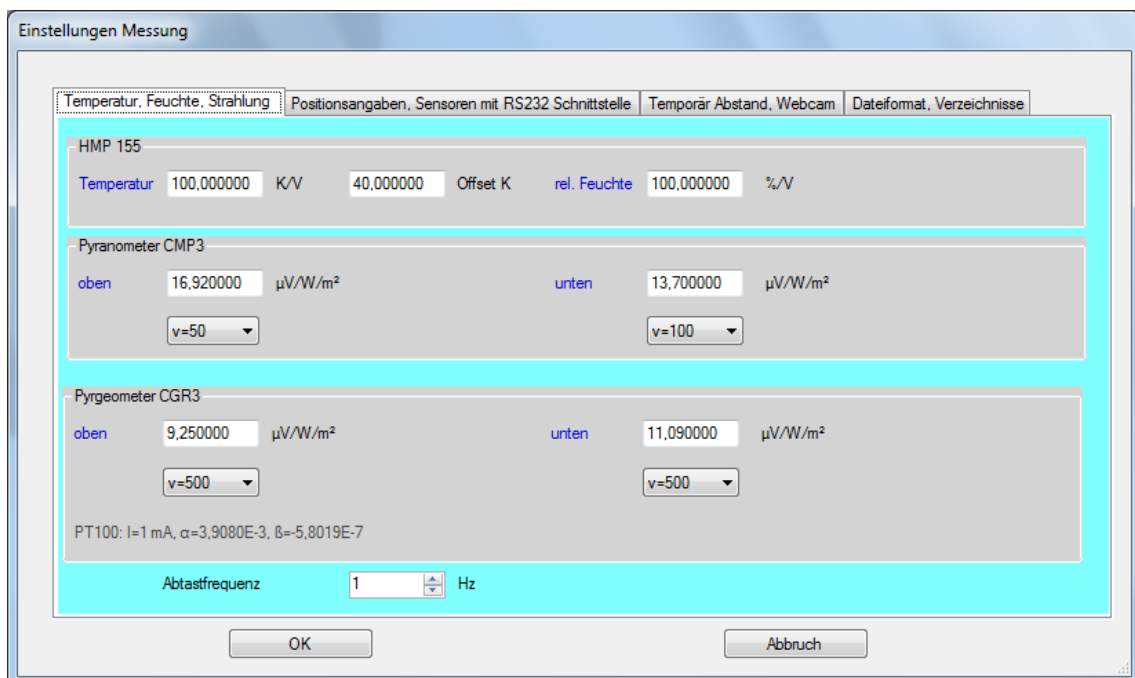 Einstellungen Messung
Temperatur, Feuchte, Strahlung Positionsangaben, Sensoren mit RS232 Schnittstelle Temporär Abstand, Webcam Dateiformat, Verzeichnisse
HMP 155
Temperatur 100,000000 K/V 40,000000 Offset K rel. Feuchte 100,000000 %/V
Pyranometer CMP3
oben 16,920000 µV/W/m² unten 13,700000 µV/W/m²
v=50 v=100
Pyrgeometer CGR3
oben 9,250000 µV/W/m² unten 11,090000 µV/W/m²
v=500 v=500
PT100: I=1 mA, α=3,9080E-3, ß=-5,8019E-7
Abtastfrequenz 1 Hz
OK Abbruch